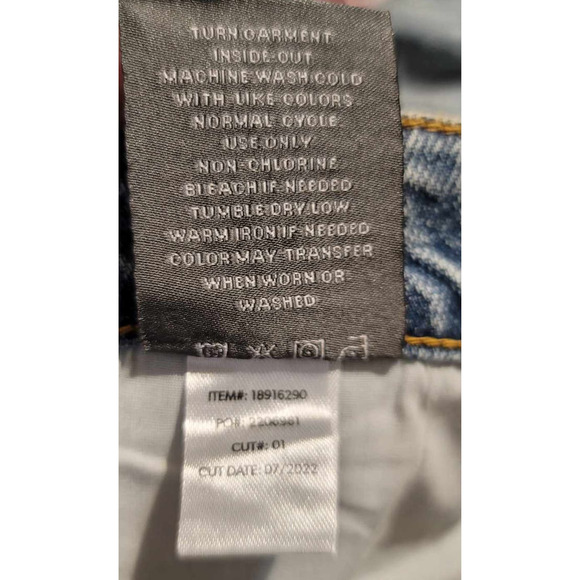 TURN GARMENT
INSIDE-OUT
MACHINE WASH COLD
WITH LIKE COLORS
NORMAL CYCLE
USE ONLY
NON-CHLORINE
BLEACH IF NEEDED
TUMBLE DRY LOW
WARM IRON IF NEEDED
COLOR MAY TRANSFER
WHEN WORN OR
WASHED
ITEM#: 18916290
PO#: 2206981
CUT#: 01
CUT DATE: 07/2022